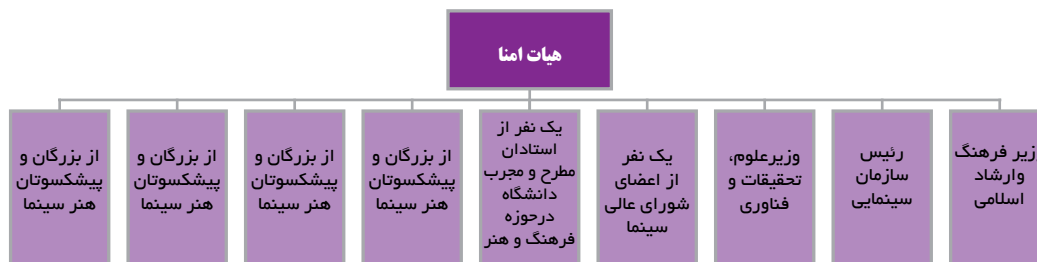 هیات امنا
وزیر فرهنگ
وارشاد
اسلامی
رئیس
سازمان
سینمایی
وزیرعلوم،
تحقیقات و
فناوری
یک نفر
از اعضای
شورای عالی
سینما
یک نفر از
استادان
مطرح و مجرب
دانشگاه
درحوزه
فرهنگ و هنر
از بزرگان و
پیشکسوتان
هنر سینما
از بزرگان و
پیشکسوتان
هنر سینما
از بزرگان و
پیشکسوتان
هنر سینما
از بزرگان و
پیشکسوتان
هنر سینما